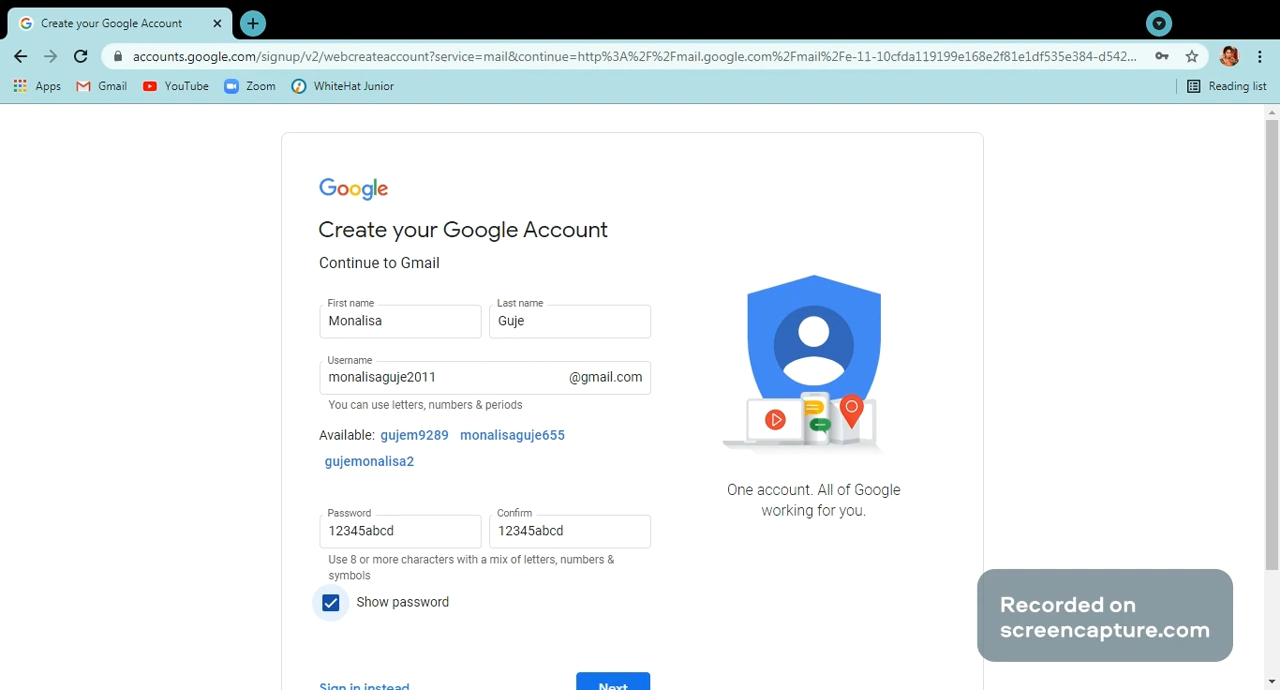 Create your Google Account
accounts.google.com/signup/v2/webcreateaccount?service=mail&continue=http%3A%2F%2Fmail.google.com%2Fmail%2Fe-11-10cfda119199e168e2f81e1df535e384-d542...
Apps Gmail YouTube Zoom WhiteHat Junior Reading list
Google
Create your Google Account
Continue to Gmail
First name Last name
Monalisa Guje
Username
monalisaguje2011 @gmail.com
You can use letters, numbers & periods
Available: gujem9289 monalisaguje655
gujemonalisa2
Password Confirm
12345abcd 12345abcd
Use 8 or more characters with a mix of letters, numbers &
symbols
Show password
Sign in instead Next
One account. All of Google
working for you.
Recorded on
screencapture.com